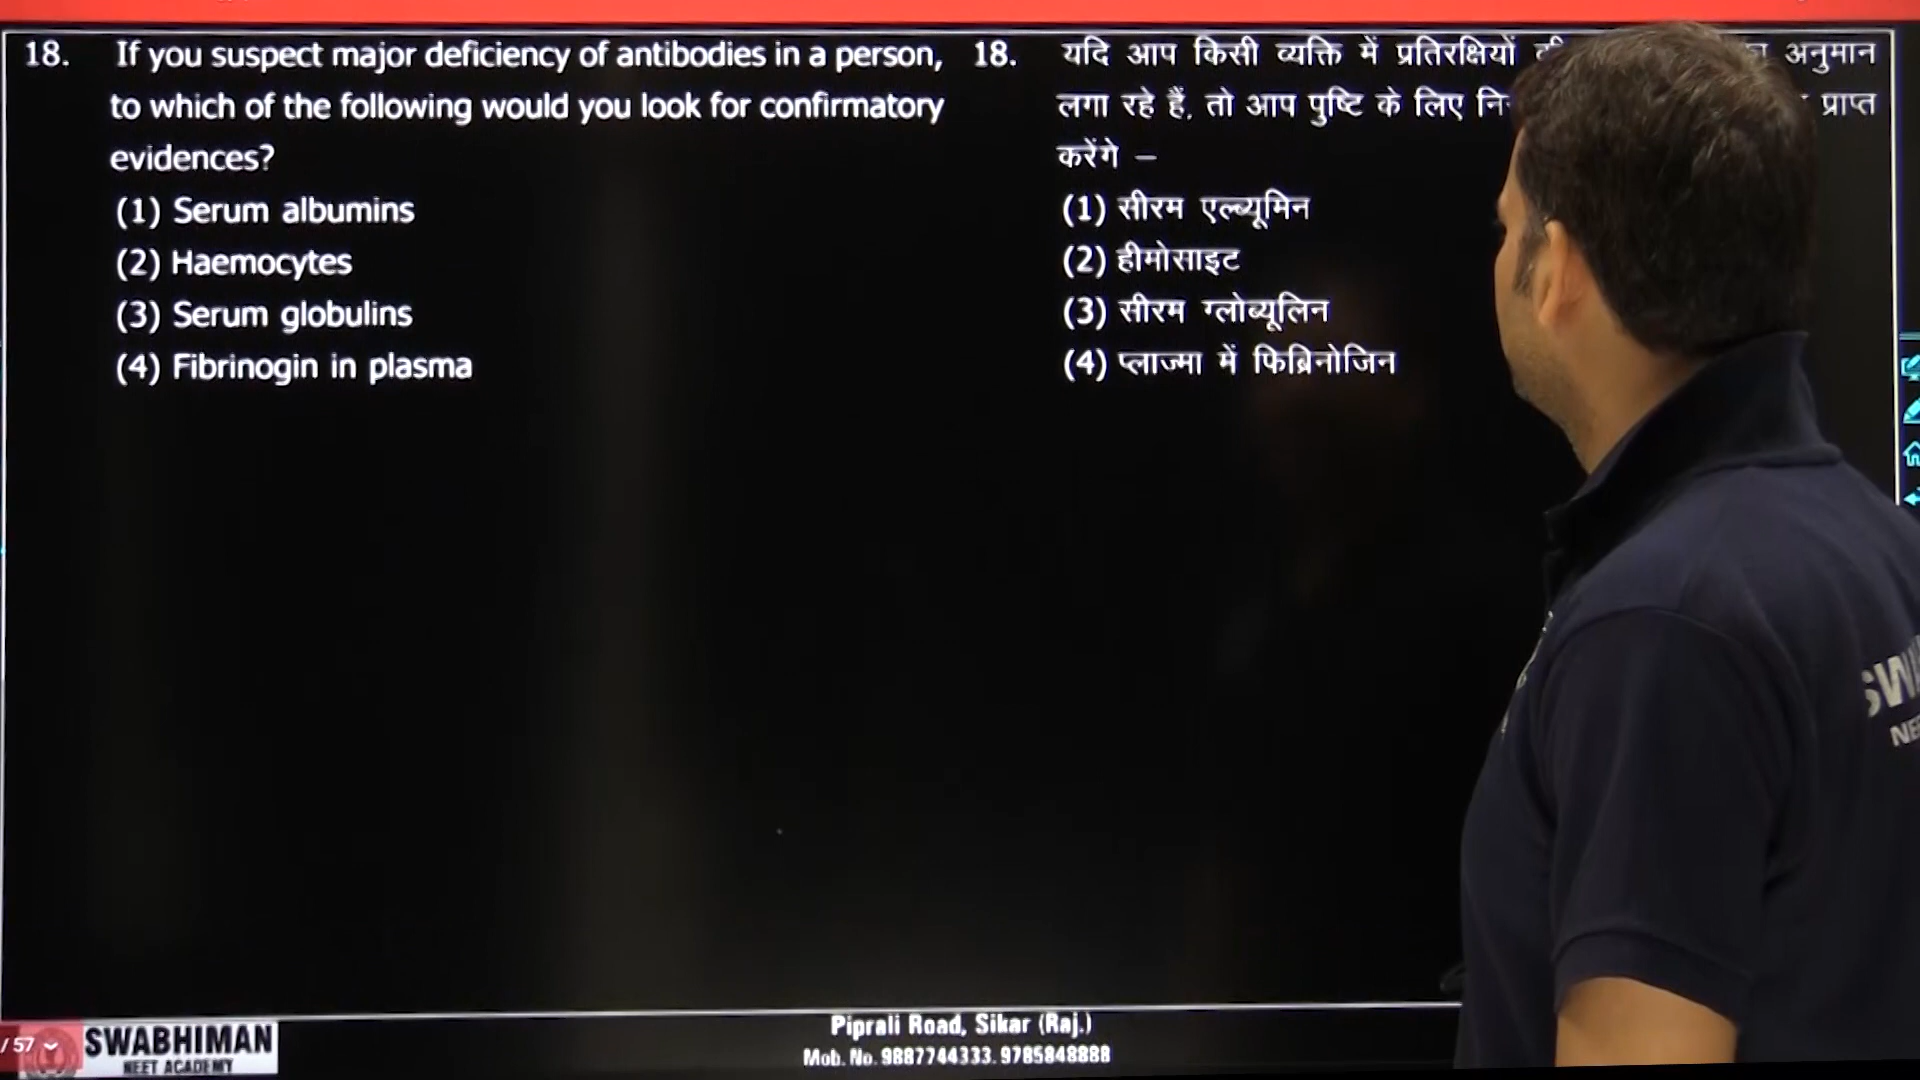 18. If you suspect major deficiency of antibodies in a person,
to which of the following would you look for confirmatory
evidences?
(1) Serum albumins
(2) Haemocytes
(3) Serum globulins
(4) Fibrinogin in plasma
18. यदि आप किसी व्यक्ति में प्रतिरक्षियों अनुमान
लगा रहे हैं, तो आप पुष्टि के लिए प्राप्त
करेंगे –
(1) सीरम एल्ब्यूमिन
(2) हीमोसाइट
(3) सीरम ग्लोब्यूलिन
(4) प्लाज्मा में फिब्रिनोजिन
/ 57
SWABHIMAN
NEET ACADEMY
Piprali Road, Sikar (Raj.)
Mob. No. 9887744333. 9785848888